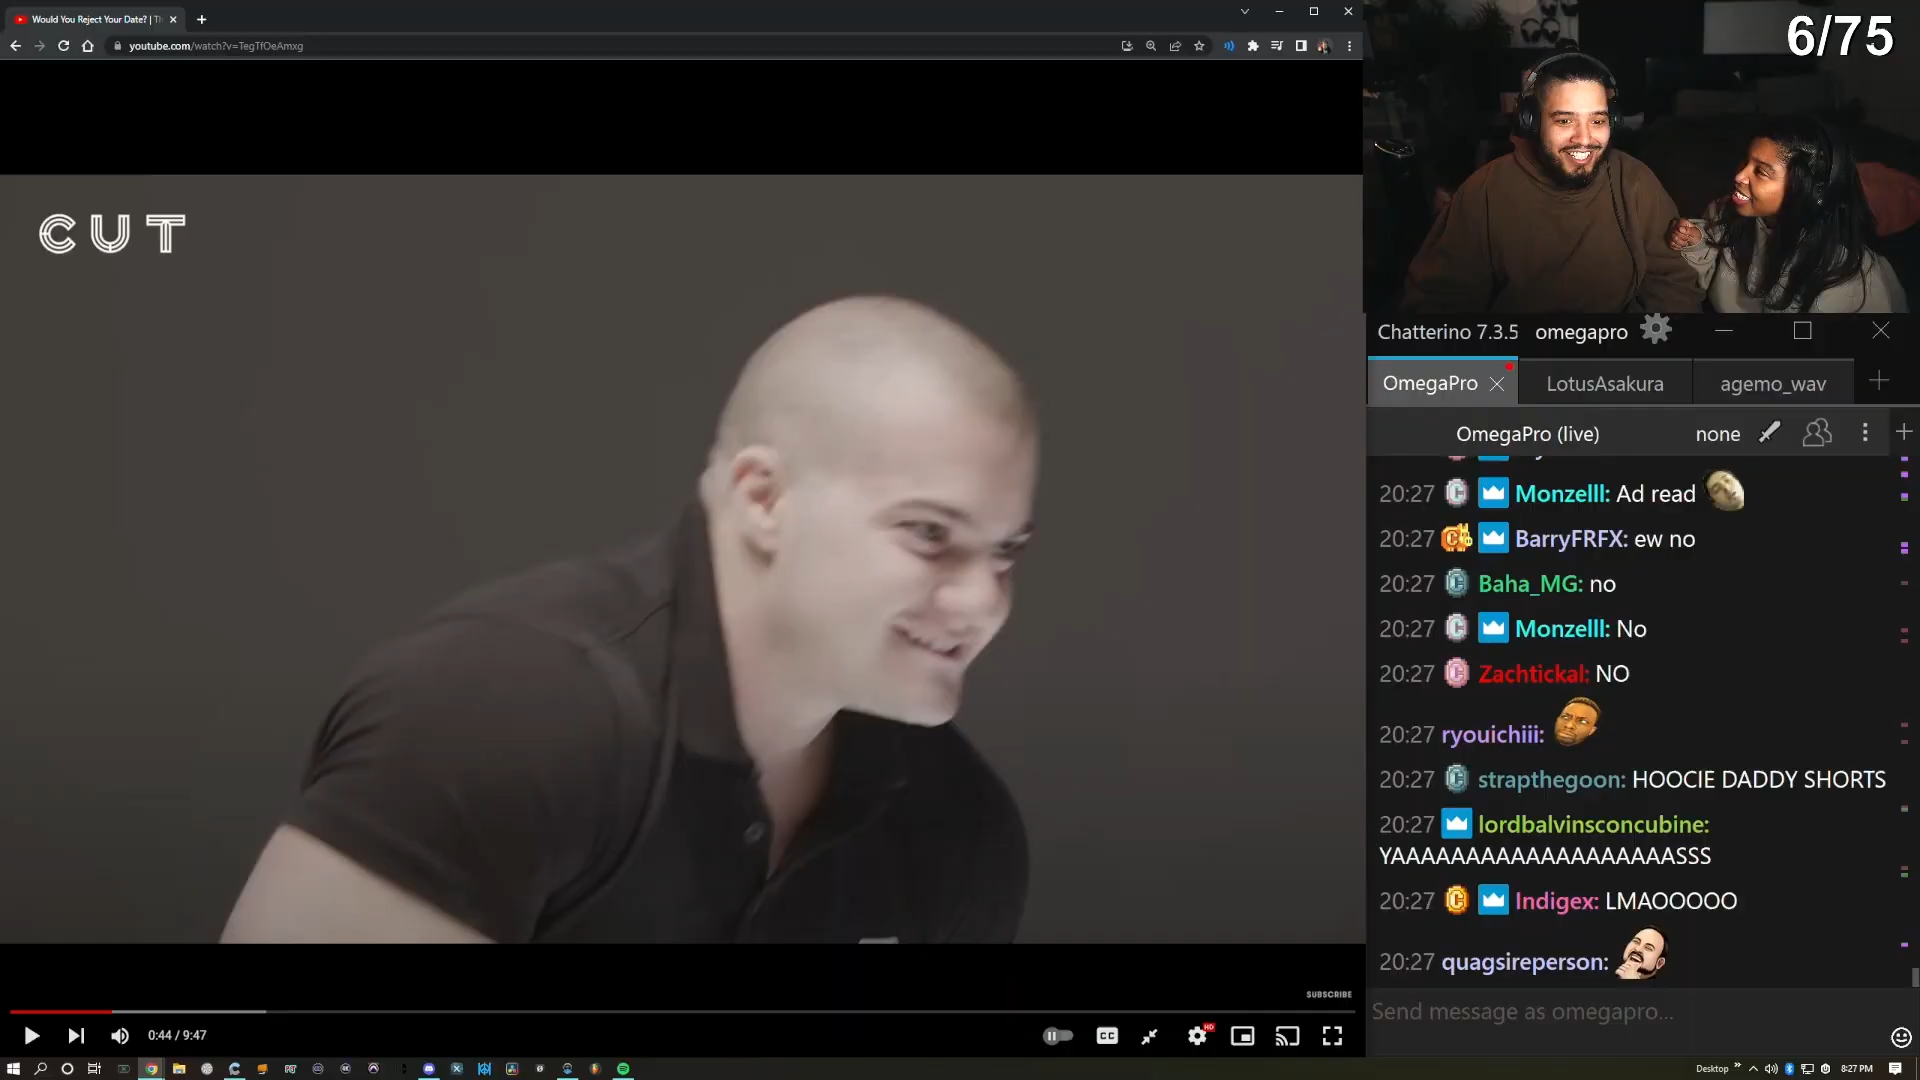 Would You Reject Your Date? | Th
youtube.com/watch?v=TegTfOeAmxg
6/75
CUT
Chatterino 7.3.5 omegapro
OmegaPro
LotusAsakura
agemo_wav
OmegaPro (live)
none
20:27 Monzelll: Ad read
20:27 BarryFRFX: ew no
20:27 Baha_MG: no
20:27 Monzelll: No
20:27 Zachtickal: NO
20:27 ryouichiii:
20:27 strapthegoon: HOOCIE DADDY SHORTS
20:27 lordbalvinsconcubine:
YAAAAAAAAAAAAAAAAAAASSS
20:27 Indigex: LMAOOOOO
20:27 quagsireperson:
Send message as omegapro...
SUBSCRIBE
0:44 / 9:47
CC
HD
Desktop
8:27 PM